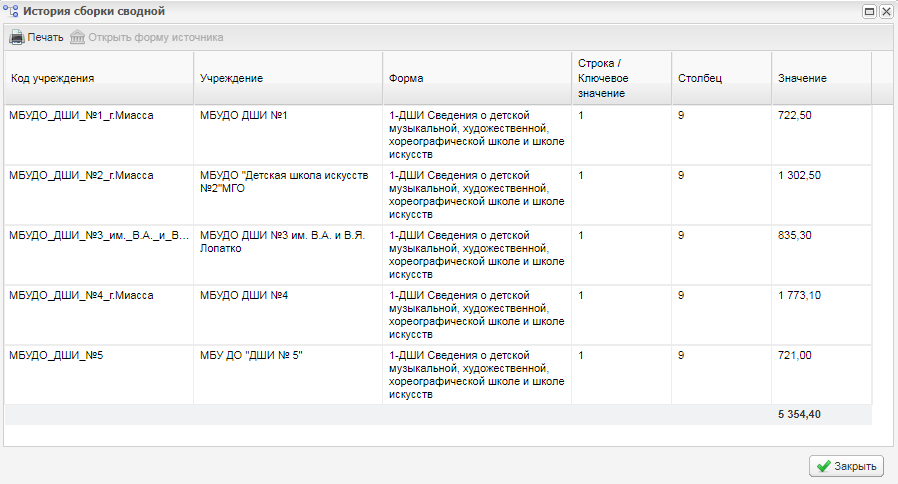 История сборки сводной
Печать Открыть форму источника
Код учреждения Учреждение Форма Строка / Ключевое значение Столбец Значение
МБУДО_ДШИ_№1_г.Миасса МБУДО ДШИ №1 1-ДШИ Сведения о детской 1 9 722,50
музыкальной, художественной,
хореографической школе и школе
искусств
МБУДО_ДШИ_№2_г.Миасса МБУДО "Детская школа искусств 1-ДШИ Сведения о детской 1 9 1 302,50
№2"МГО музыкальной, художественной,
хореографической школе и школе
искусств
МБУДО_ДШИ_№3_им._В.А._и_В... МБУДО ДШИ №3 им. В.А. и В.Я. 1-ДШИ Сведения о детской 1 9 835,30
Лопатко музыкальной, художественной,
хореографической школе и школе
искусств
МБУДО_ДШИ_№4_г.Миасса МБУДО ДШИ №4 1-ДШИ Сведения о детской 1 9 1 773,10
музыкальной, художественной,
хореографической школе и школе
искусств
МБУДО_ДШИ_№5 МБУ ДО "ДШИ № 5" 1-ДШИ Сведения о детской 1 9 721,00
музыкальной, художественной,
хореографической школе и школе
искусств
5 354,40
Закрыть